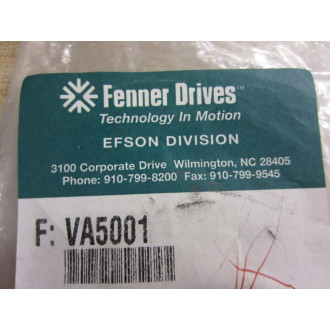 Fenner Drives™
Technology In Motion
EFSON DIVISION
3100 Corporate Drive Wilmington, NC 28405
Phone: 910-799-8200 Fax: 910-799-9545
F: VA5001